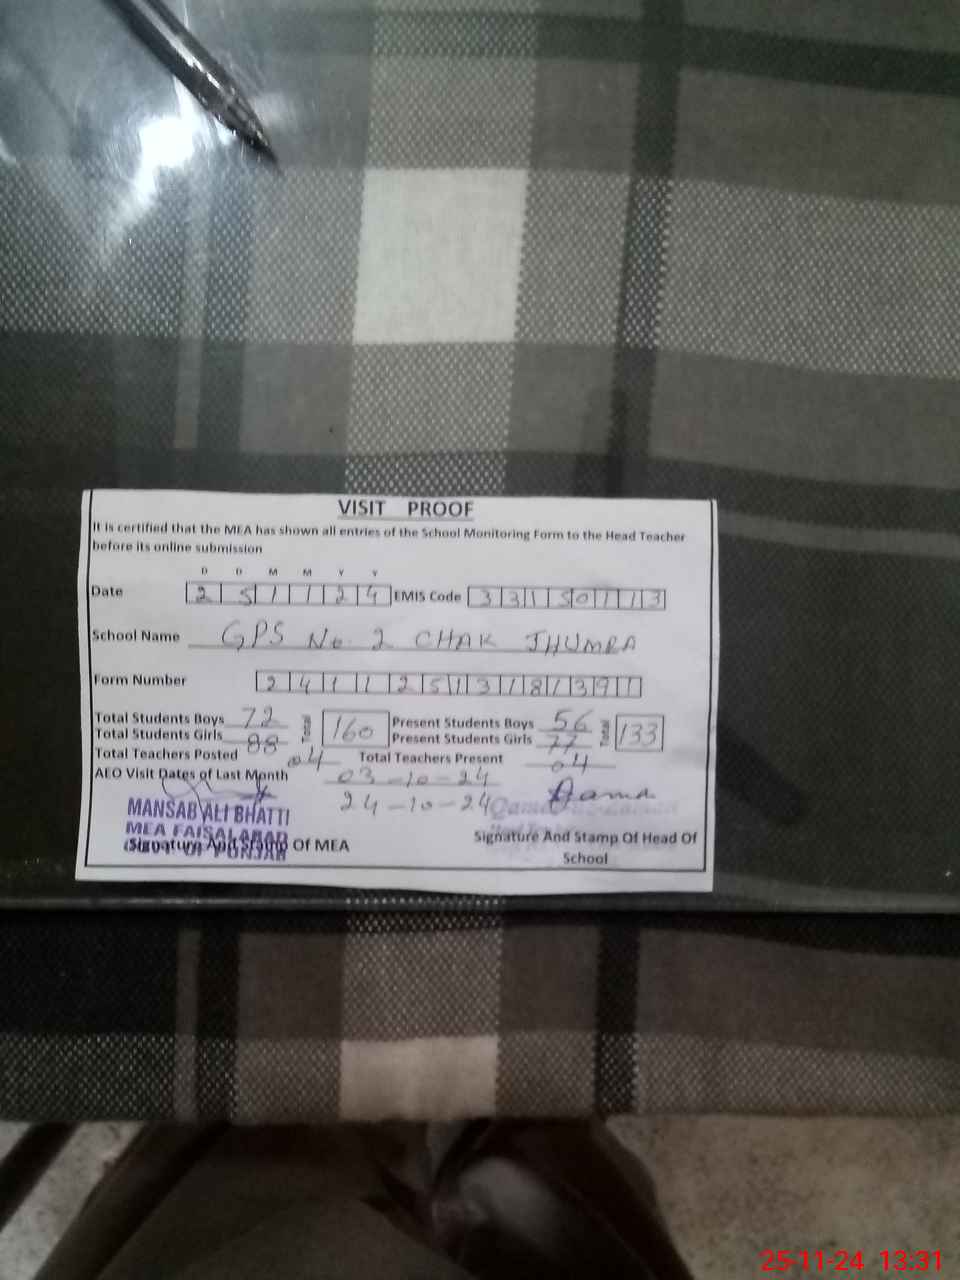 VISIT PROOF
It is certified that the MEA has shown all entries of the School Monitoring Form to the Head Teacher
before its online submission
D D M M Y Y
Date 2 5 1 1 2 4 EMIS Code 3 3 1 5 0 1 1 3
School Name GPS No. 2 CHAK JHUMRA
Form Number 2 4 1 1 2 5 1 3 1 8 1 3 9 1
Total Students Boys 72 Total 160 Present Students Boys 56 Total 133
Total Students Girls 88 Present Students Girls 77
Total Teachers Posted 04 Total Teachers Present 04
AEO Visit Dates of Last Month 03-10-24
24-10-24
MANSAB ALI BHATTI
MEA FAISALABAD
GOVT OF PUNJAB
Signature And Stamp Of MEA
Signature And Stamp Of Head Of
School
25-11-24 13:31